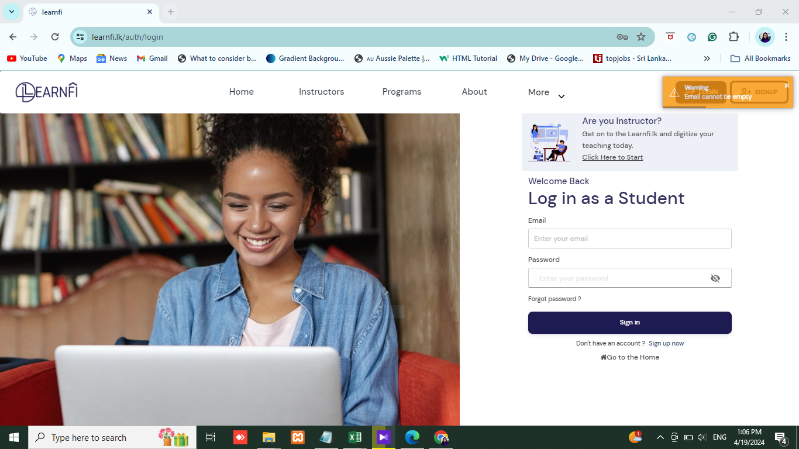 learnfi
learnfi.lk/auth/login
YouTube
Maps
News
Gmail
What to consider b...
Gradient Backgrou...
AU Aussie Palette |...
HTML Tutorial
My Drive - Google...
topjobs - Sri Lanka...
»
All Bookmarks
LEARNFI
Home
Instructors
Programs
About
More
Warning
Email cannot be empty
SIGNUP
Are you Instructor?
Get on to the Learnfi.lk and digitize your
teaching today.
Click Here to Start
Welcome Back
Log in as a Student
Email
Enter your email
Password
Enter your password
Forgot password ?
Sign in
Don't have an account ? Sign up now
Go to the Home
Type here to search
ENG
1:06 PM
4/19/2024
4